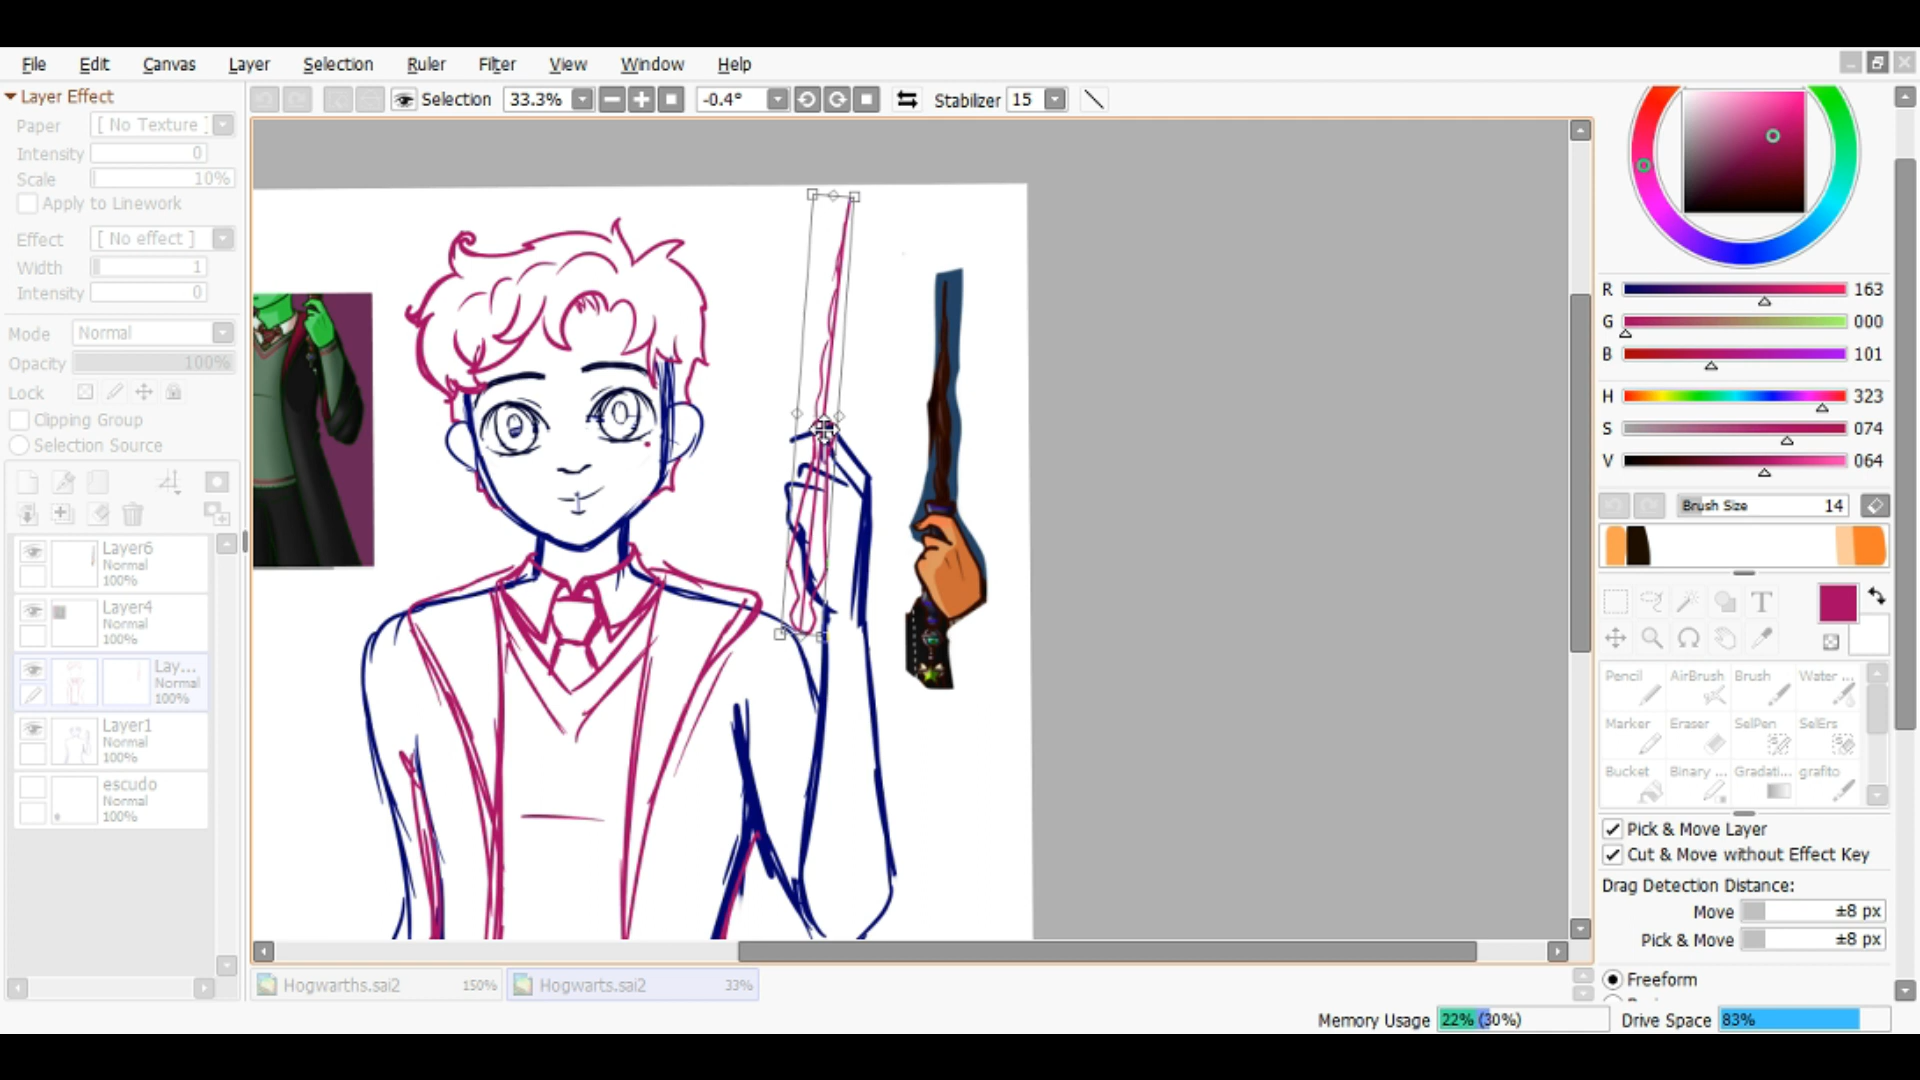 File Edit Canvas Layer Selection Ruler Filter View Window Help
Layer Effect
Paper [ No Texture ]
Intensity 0
Scale 10%
Apply to Linework
Effect [ No effect ]
Width 1
Intensity 0
Mode Normal
Opacity 100%
Lock
Clipping Group
Selection Source
Layer6
Normal
100%
Layer4
Normal
100%
Lay...
Normal
100%
Layer1
Normal
100%
escudo
Normal
100%
Selection 33.3% -0.4° Stabilizer 15
Hogwarths.sai2 150% Hogwarts.sai2 33%
R 163
G 000
B 101
H 323
S 074
V 064
Brush Size 14
T
Pencil AirBrush Brush Water ...
Marker Eraser SelPen SelErs
Bucket Binary ... Gradati... grafito
Pick & Move Layer
Cut & Move without Effect Key
Drag Detection Distance:
Move ±8 px
Pick & Move ±8 px
Freeform
Memory Usage 22% (30%) Drive Space 83%